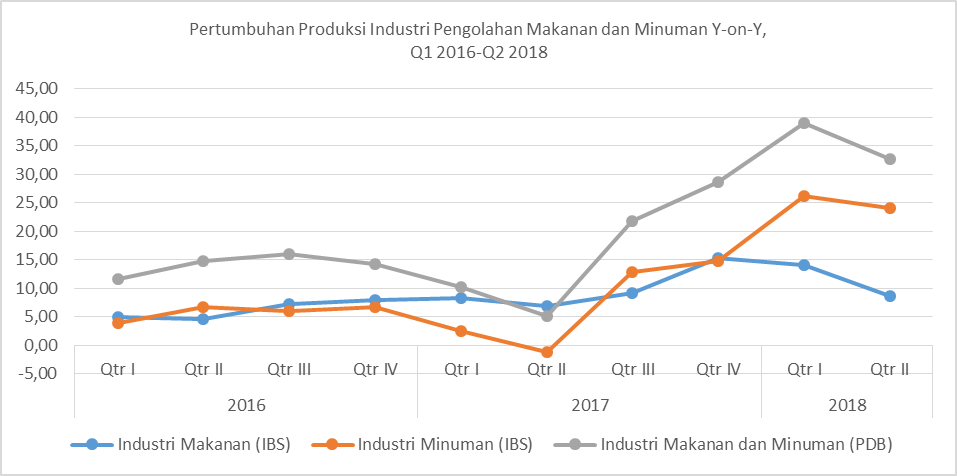 Pertumbuhan Produksi Industri Pengolahan Makanan dan Minuman Y-on-Y,
Q1 2016-Q2 2018
45,00
40,00
35,00
30,00
25,00
20,00
15,00
10,00
5,00
0,00
-5,00
Qtr I Qtr II Qtr III Qtr IV Qtr I Qtr II Qtr III Qtr IV Qtr I Qtr II
2016 2017 2018
Industri Makanan (IBS) Industri Minuman (IBS) Industri Makanan dan Minuman (PDB)